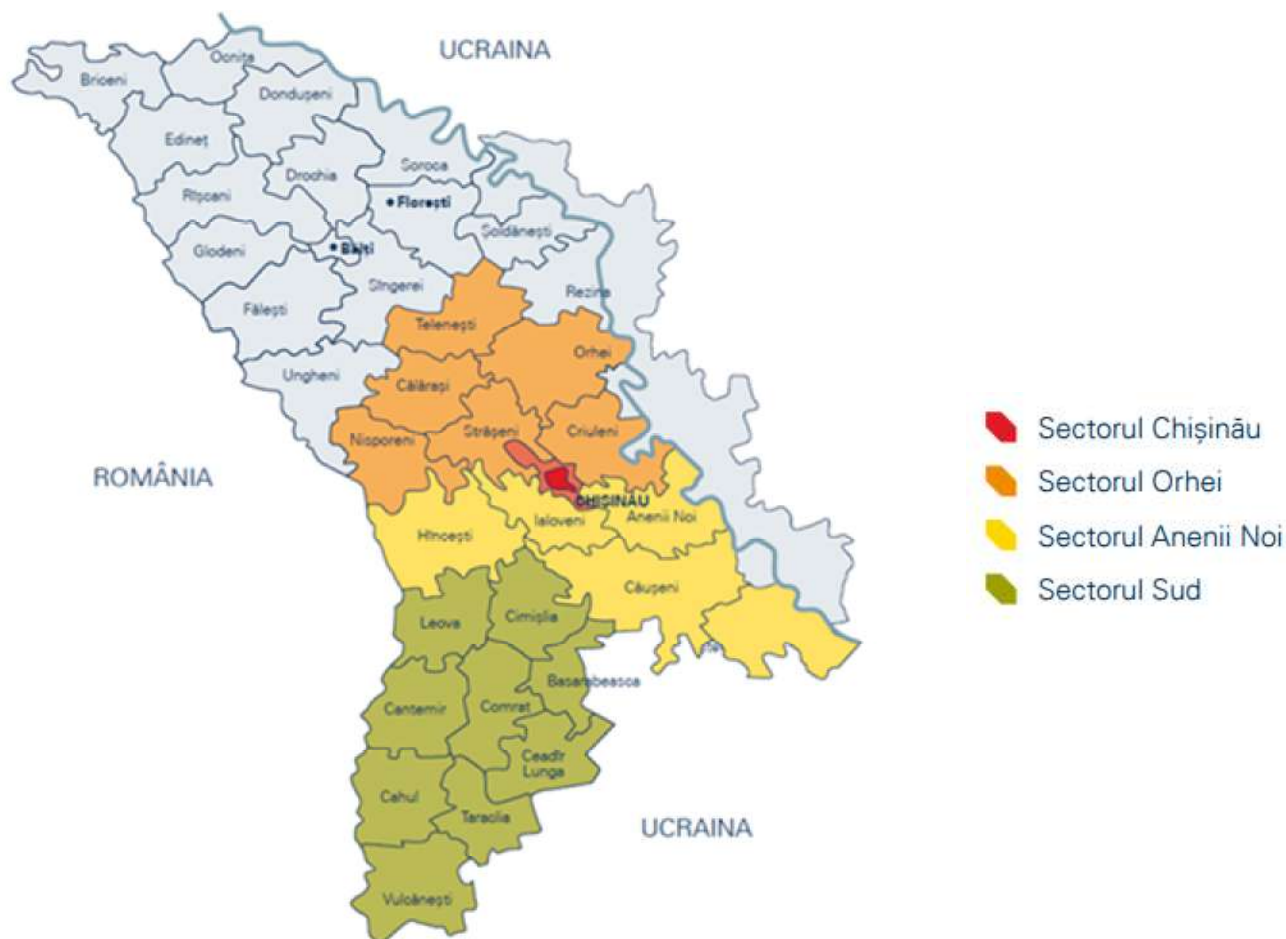 UCRAINA
Ocnița
Briceni
Dondușeni
Edineț
Soroca
Drochia
Rîșcani
Florești
Șoldănești
Glodeni
Bălți
Sîngerei
Rezina
Fălești
Telenești
Orhei
Ungheni
Călărași
Strășeni
Criuleni
Nisporeni
ROMÂNIA
CHIȘINĂU
Ialoveni
Anenii Noi
Hîncești
Căușeni
Leova
Cimișlia
Basarabeasca
Cantemir
Comrat
Ceadîr
Lunga
Cahul
Taraclia
UCRAINA
Vulcănești
Sectorul Chișinău
Sectorul Orhei
Sectorul Anenii Noi
Sectorul Sud